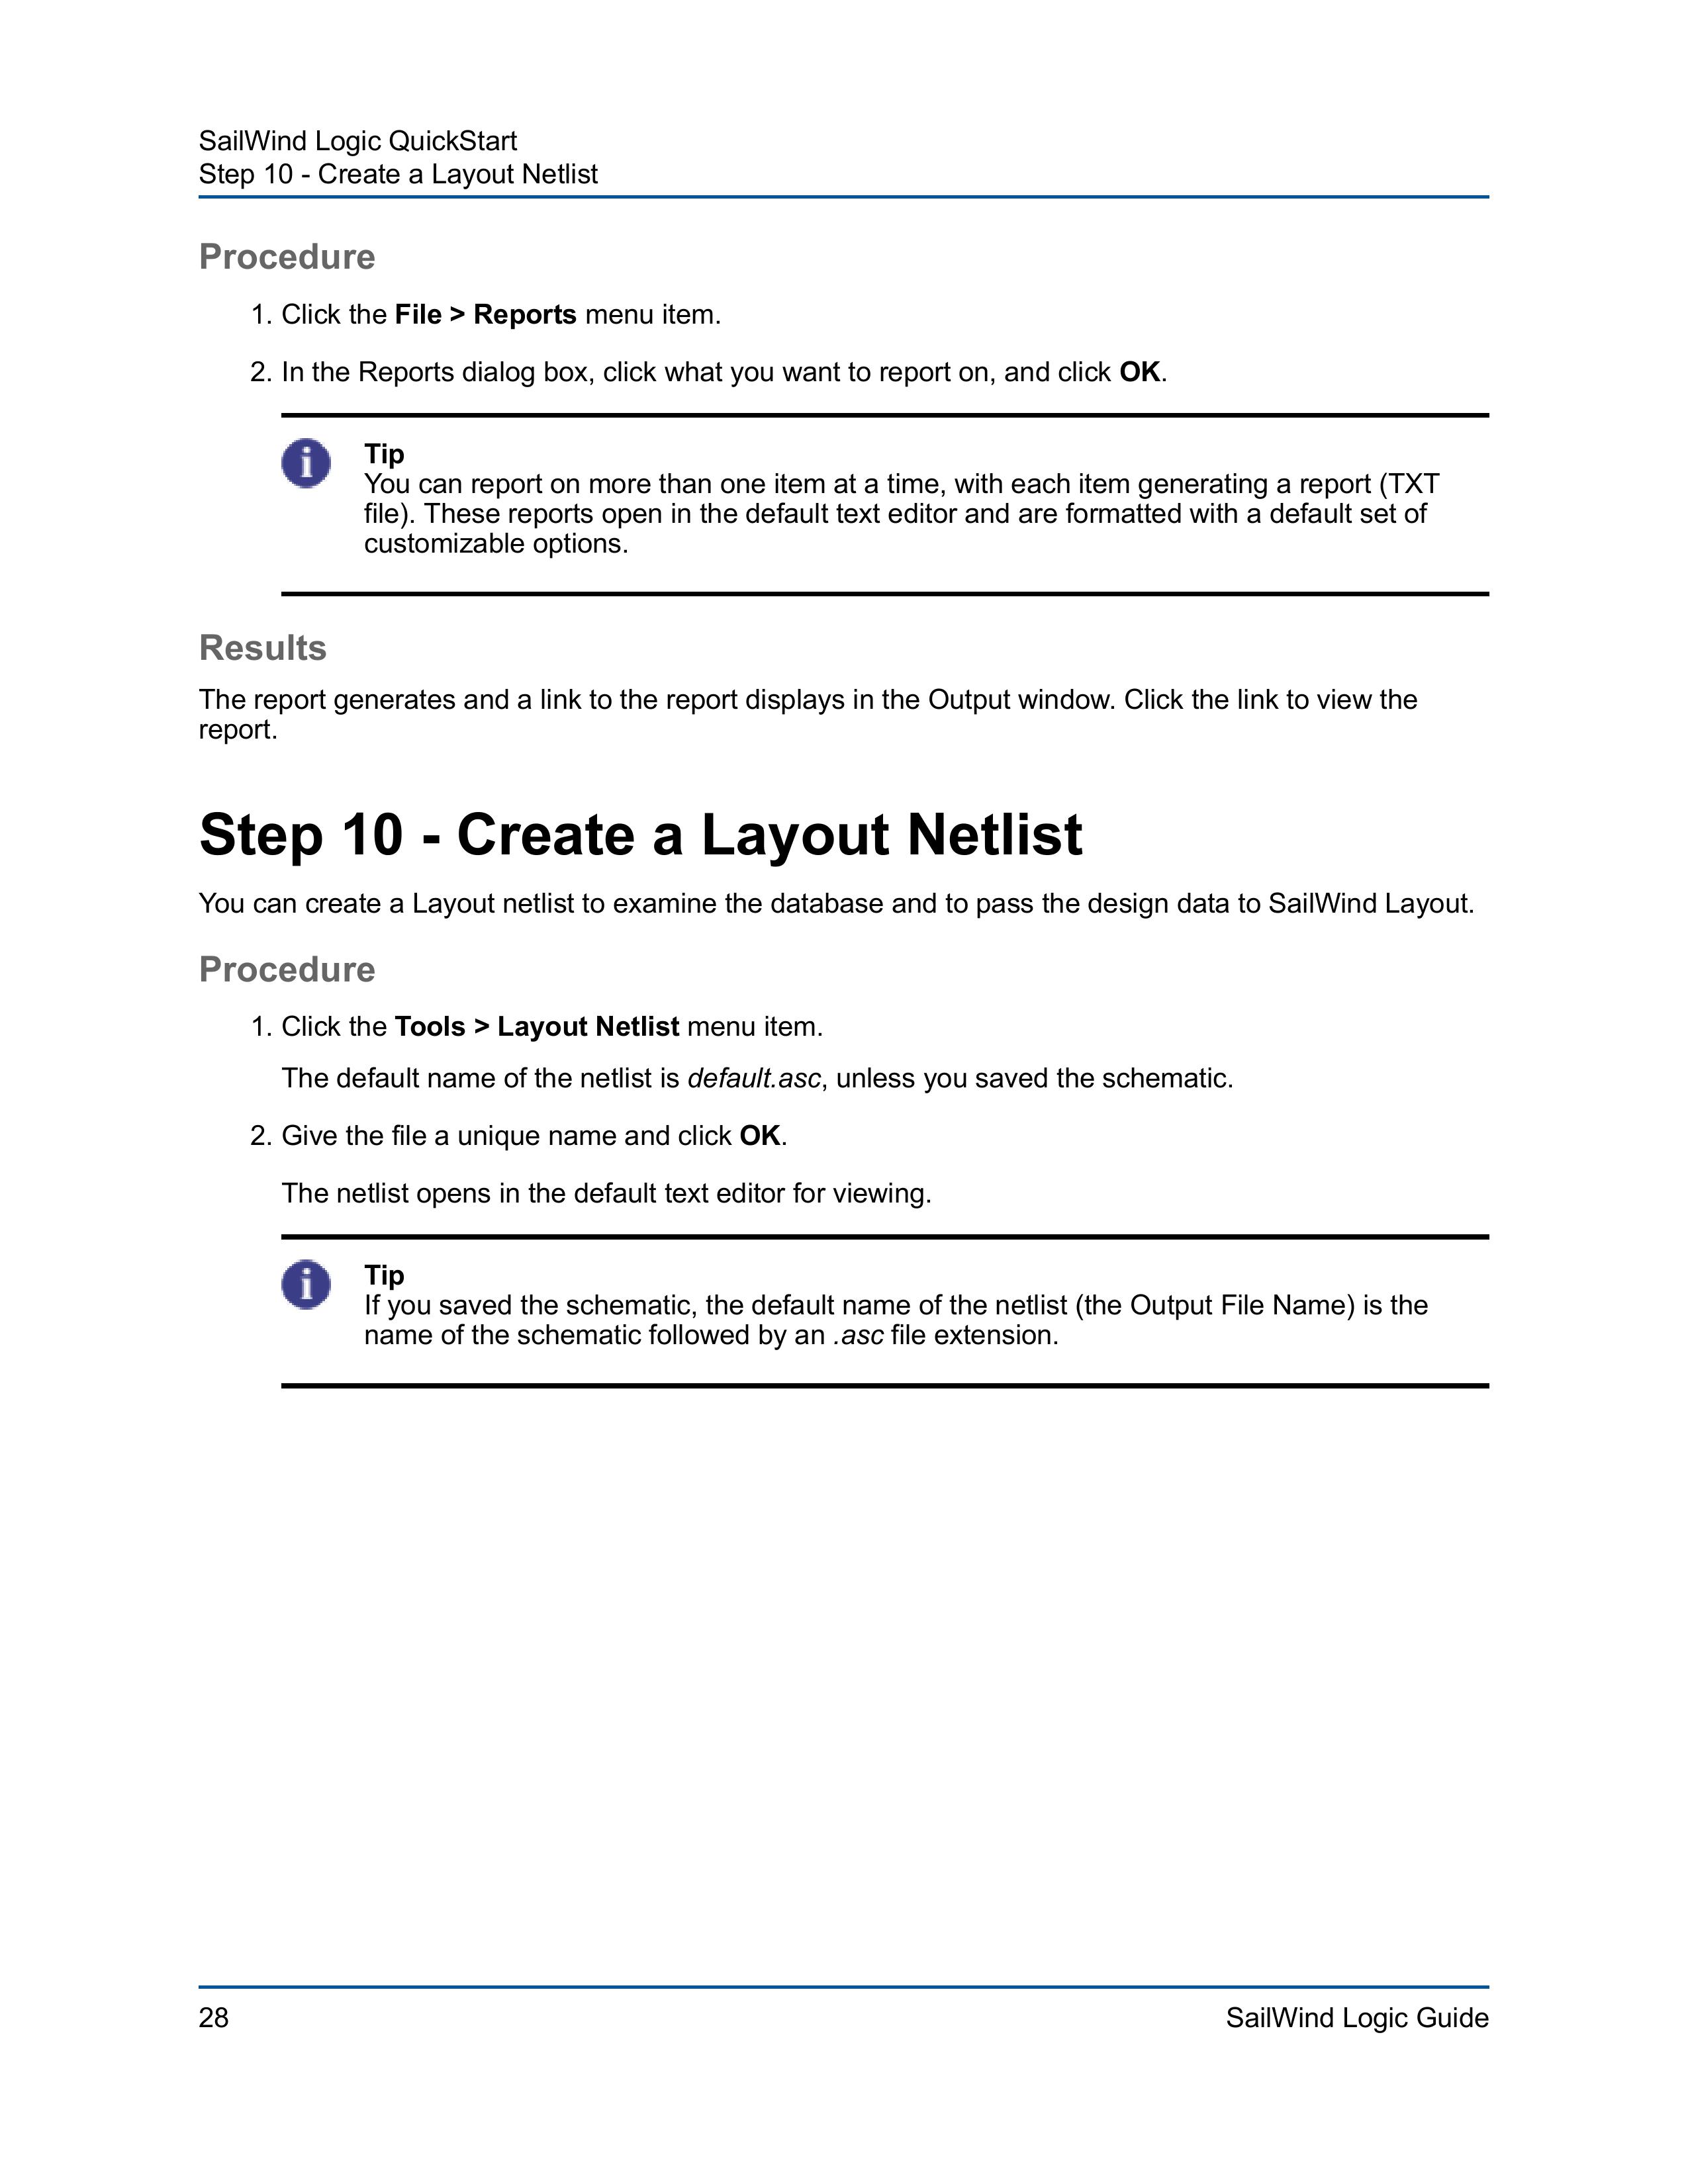 SailWind Logic QuickStart
Step 10 - Create a Layout Netlist
Procedure
1. Click the File > Reports menu item.
2. In the Reports dialog box, click what you want to report on, and click OK.
Tip
You can report on more than one item at a time, with each item generating a report (TXT
file). These reports open in the default text editor and are formatted with a default set of
customizable options.
Results
The report generates and a link to the report displays in the Output window. Click the link to view the
report.
Step 10 - Create a Layout Netlist
You can create a Layout netlist to examine the database and to pass the design data to SailWind Layout.
Procedure
1. Click the Tools > Layout Netlist menu item.
The default name of the netlist is default.asc, unless you saved the schematic.
2. Give the file a unique name and click OK.
The netlist opens in the default text editor for viewing.
Tip
If you saved the schematic, the default name of the netlist (the Output File Name) is the
name of the schematic followed by an .asc file extension.
28
SailWind Logic Guide